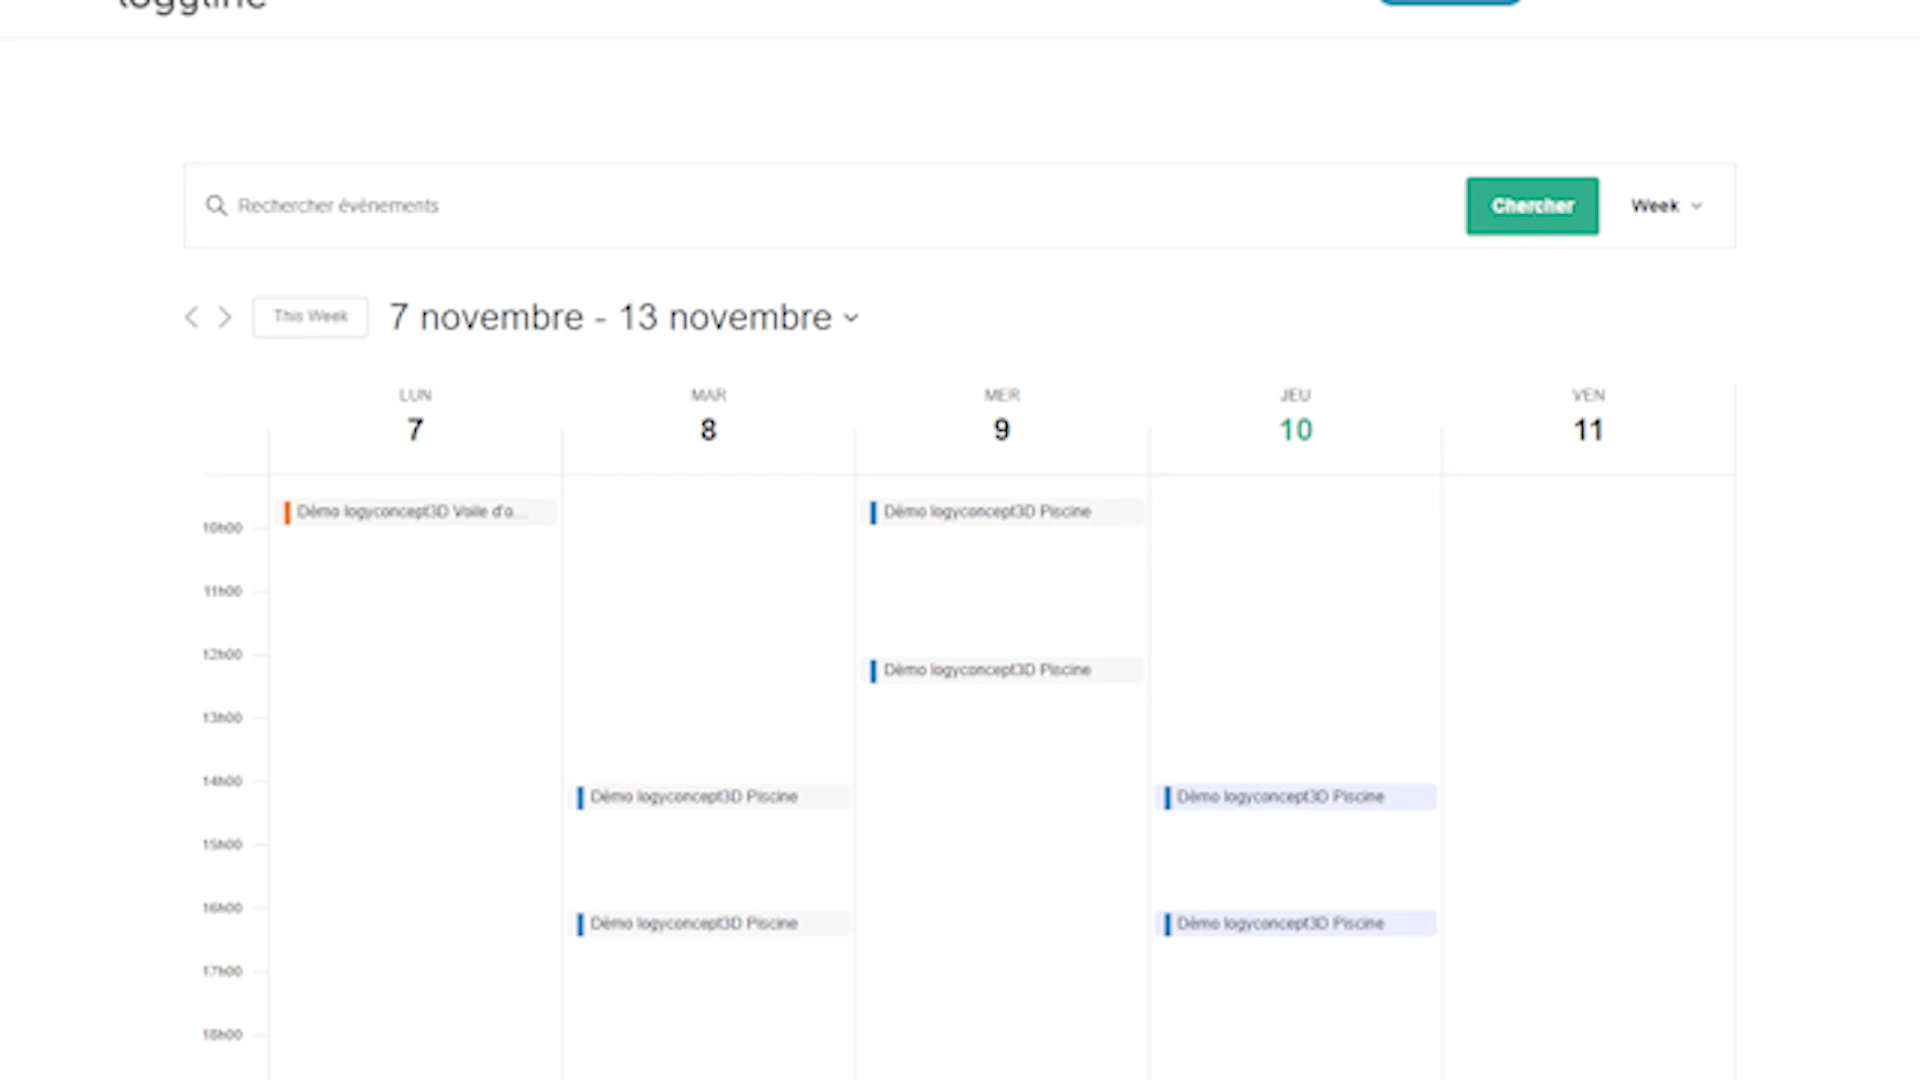 Rechercher événements
Chercher
Week
This Week
7 novembre - 13 novembre
LUN
7
MAR
8
MER
9
JEU
10
VEN
11
Démo logyconcept3D Voile d'o...
Démo logyconcept3D Piscine
10h00
11h00
12h00
Démo logyconcept3D Piscine
13h00
14h00
Démo logyconcept3D Piscine
Démo logyconcept3D Piscine
15h00
16h00
Démo logyconcept3D Piscine
Démo logyconcept3D Piscine
17h00
18h00